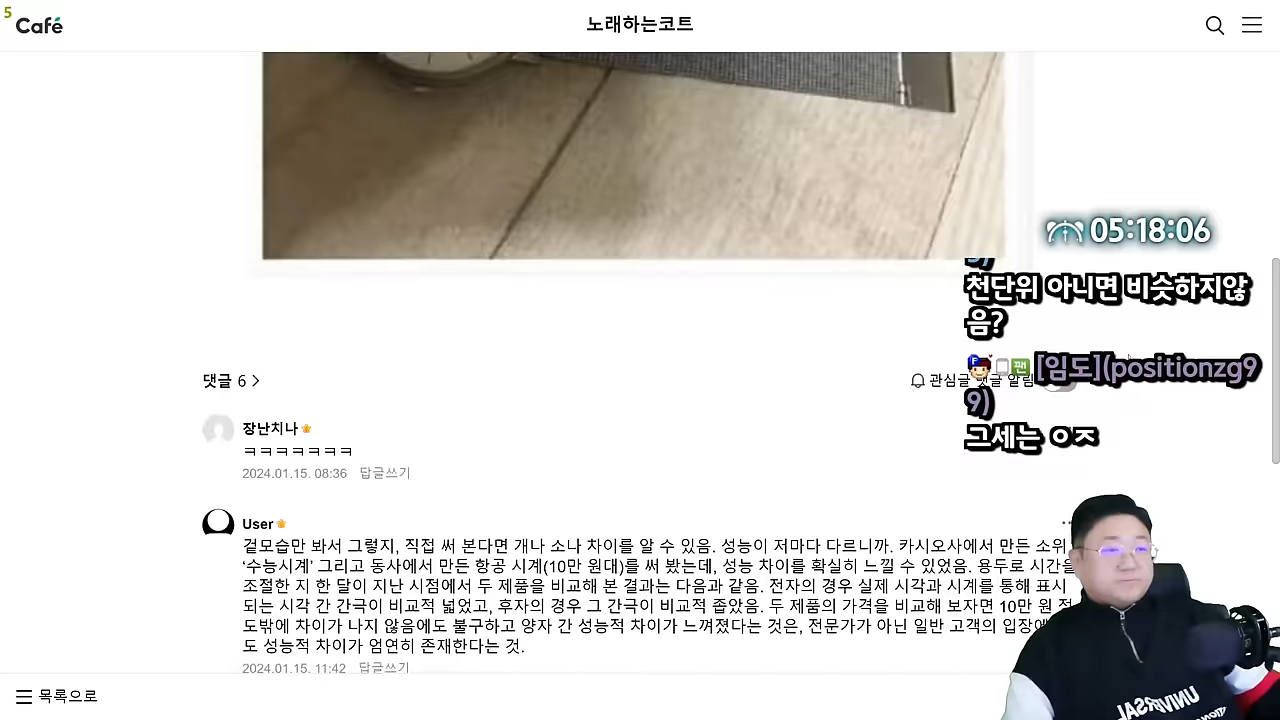 5
Café
노래하는코트
05:18:06
천단위 아니면 비슷하지않
음?
댓글 6
관심글 댓글 알림
[임도](positionzg9
9)
그세는 ㅇㅈ
장난치나
ㅋㅋㅋㅋㅋㅋㅋ
2024.01.15. 08:36 답글쓰기
User
겉모습만 봐서 그렇지, 직접 써 본다면 개나 소나 차이를 알 수 있음. 성능이 저마다 다르니까. 카시오사에서 만든 소위
‘수능시계’ 그리고 동사에서 만든 항공 시계(10만 원대)를 써 봤는데, 성능 차이를 확실히 느낄 수 있었음. 용두로 시간을
조절한 지 한 달이 지난 시점에서 두 제품을 비교해 본 결과는 다음과 같음. 전자의 경우 실제 시각과 시계를 통해 표시
되는 시각 간 간극이 비교적 넓었고, 후자의 경우 그 간극이 비교적 좁았음. 두 제품의 가격을 비교해 보자면 10만 원 정
도밖에 차이가 나지 않음에도 불구하고 양자 간 성능적 차이가 느껴졌다는 것은, 전문가가 아닌 일반 고객의 입장에
도 성능적 차이가 엄연히 존재한다는 것.
2024.01.15. 11:42 답글쓰기
목록으로
UNIVERSAL